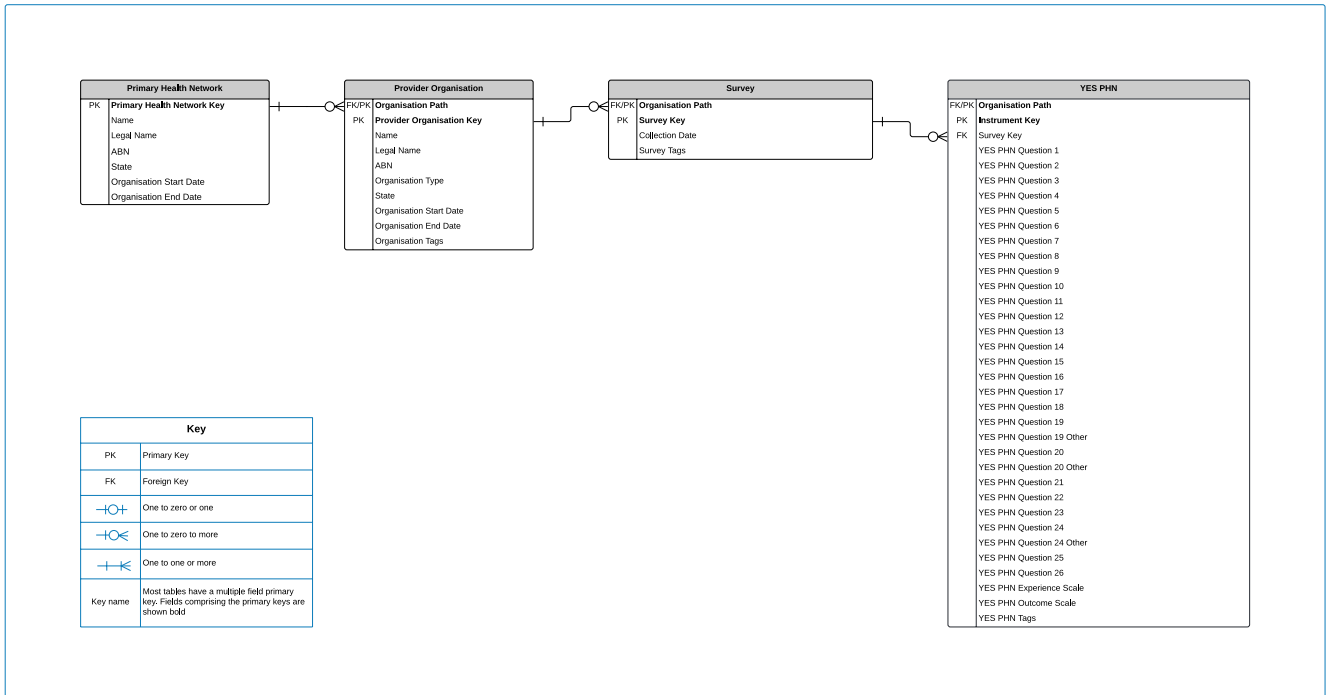 Primary Health Network
PK Primary Health Network Key
Name
Legal Name
ABN
State
Organisation Start Date
Organisation End Date
Provider Organisation
FK/PK Organisation Path
PK Provider Organisation Key
Name
Legal Name
ABN
Organisation Type
State
Organisation Start Date
Organisation End Date
Organisation Tags
Survey
FK/PK Organisation Path
PK Survey Key
Collection Date
Survey Tags
YES PHN
FK/PK Organisation Path
PK Instrument Key
FK Survey Key
YES PHN Question 1
YES PHN Question 2
YES PHN Question 3
YES PHN Question 4
YES PHN Question 5
YES PHN Question 6
YES PHN Question 7
YES PHN Question 8
YES PHN Question 9
YES PHN Question 10
YES PHN Question 11
YES PHN Question 12
YES PHN Question 13
YES PHN Question 14
YES PHN Question 15
YES PHN Question 16
YES PHN Question 17
YES PHN Question 18
YES PHN Question 19
YES PHN Question 19 Other
YES PHN Question 20
YES PHN Question 20 Other
YES PHN Question 21
YES PHN Question 22
YES PHN Question 23
YES PHN Question 24
YES PHN Question 24 Other
YES PHN Question 25
YES PHN Question 26
YES PHN Experience Scale
YES PHN Outcome Scale
YES PHN Tags
Key
PK Primary Key
FK Foreign Key
One to zero or one
One to zero to more
One to one or more
Key name
Most tables have a multiple field primary
key. Fields comprising the primary keys are
shown bold